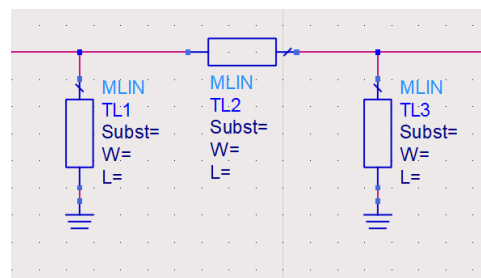 MLIN
TL1
Subst=
W=
L=
MLIN
TL2
Subst=
W=
L=
MLIN
TL3
Subst=
W=
L=